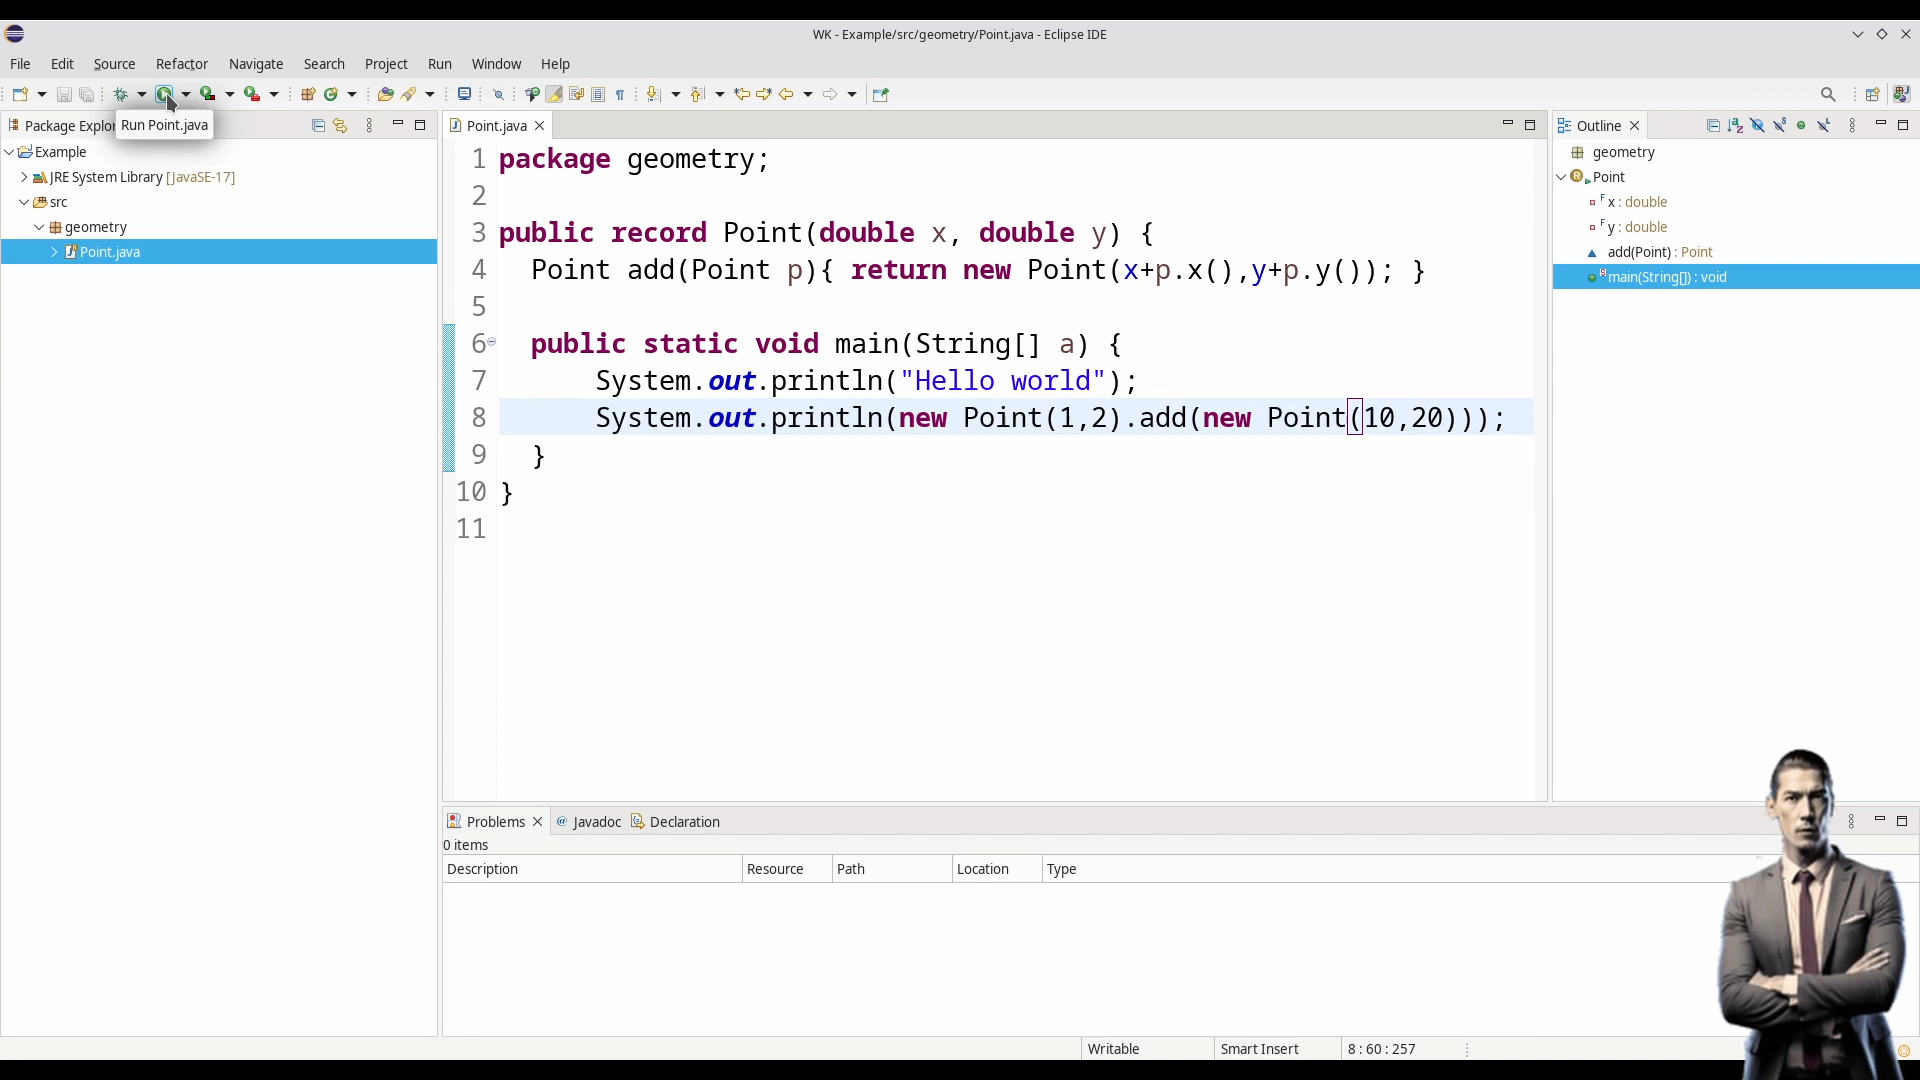 WK - Example/src/geometry/Point.java - Eclipse IDE
File Edit Source Refactor Navigate Search Project Run Window Help
Package Explo
Run Point.java
Example
JRE System Library [JavaSE-17]
src
geometry
Point.java
Point.java
1 package geometry;
2
3 public record Point(double x, double y) {
4 Point add(Point p){ return new Point(x+p.x(),y+p.y()); }
5
6 public static void main(String[] a) {
7 System.out.println("Hello world");
8 System.out.println(new Point(1,2).add(new Point(10,20)));
9 }
10 }
11
Outline
geometry
Point
x : double
y : double
add(Point) : Point
main(String[]) : void
Problems Javadoc Declaration
0 items
Description Resource Path Location Type
Writable Smart Insert 8 : 60 : 257